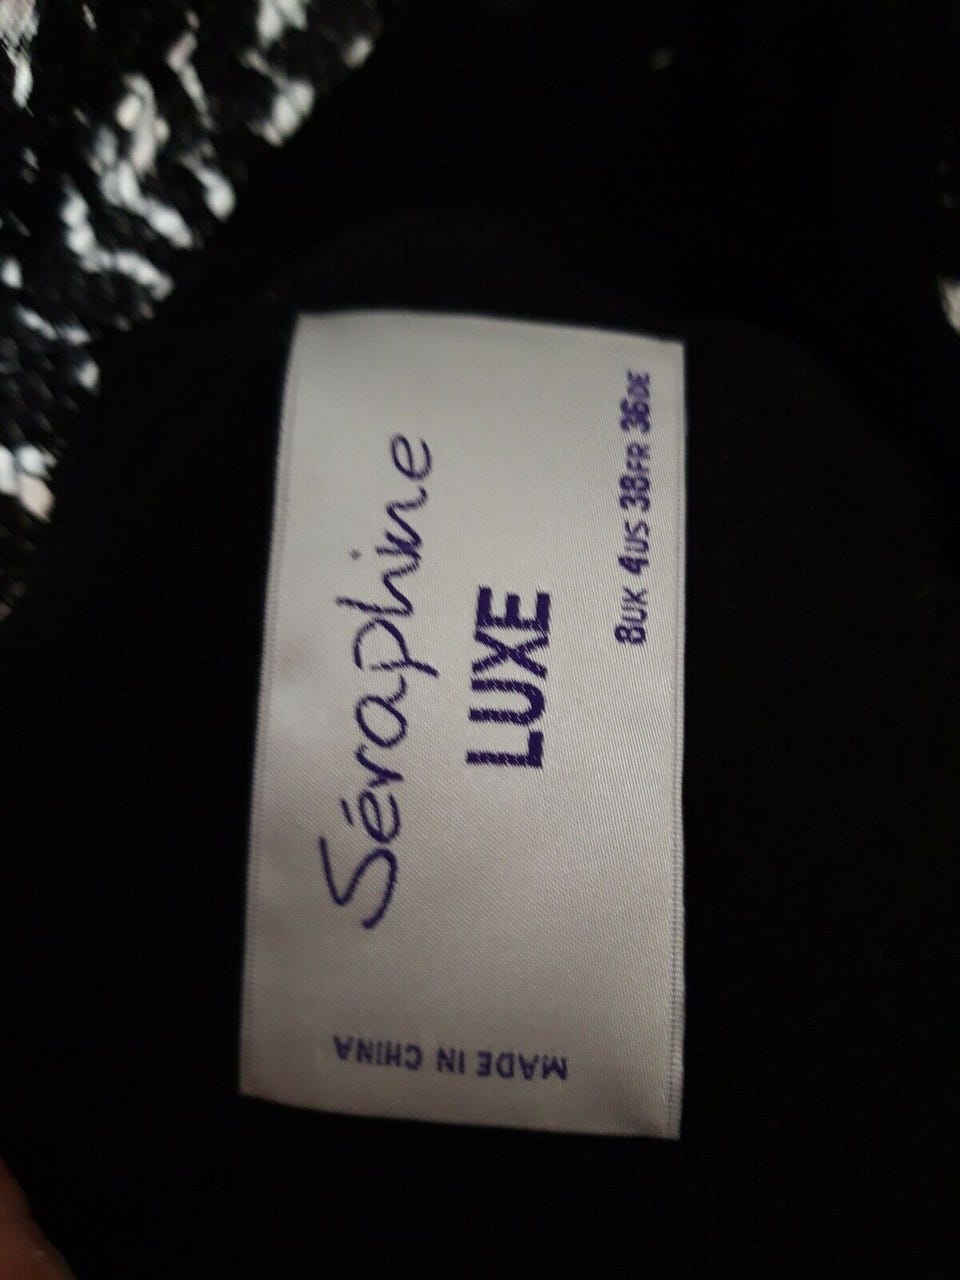 Séraphine
LUXE
8UK 4US 38FR 36DE
MADE IN CHINA